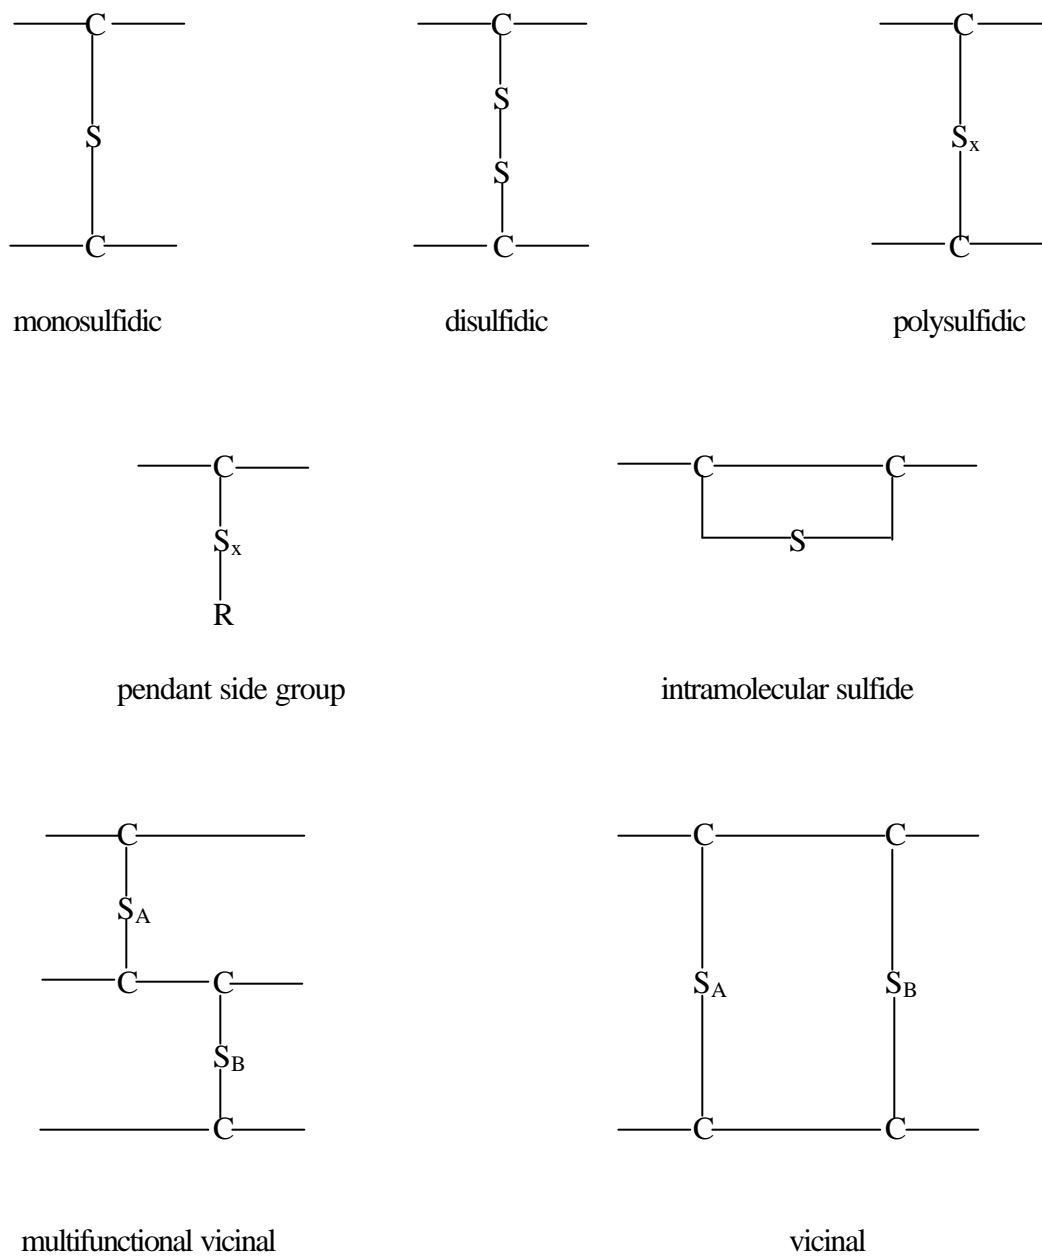 C C C
S
S
S
Sx
C C C
monosulfidic disulfidic polysulfidic
C C C
Sx S
R
pendant side group intramolecular sulfide
C C C
SA
C C SA SB
SB
C C C
multifunctional vicinal vicinal